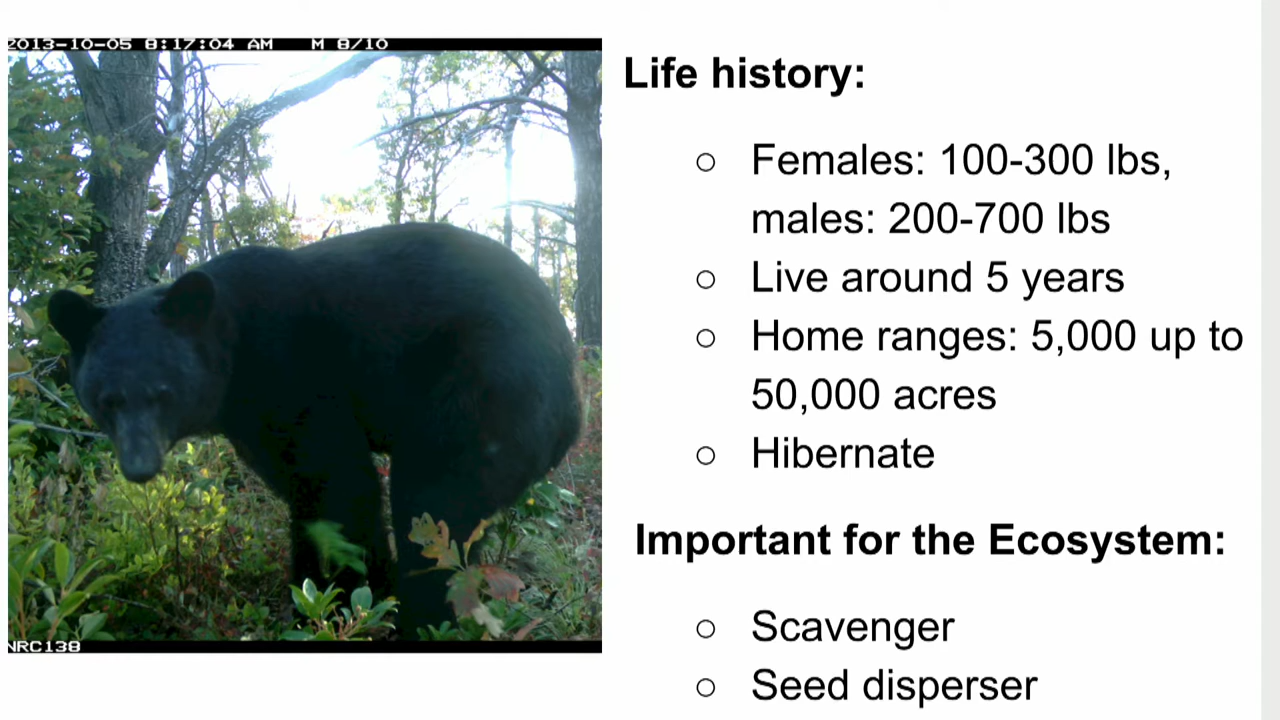 2013-10-05 8:17:04 AM M 8/10
NRC138
Life history:
○ Females: 100-300 lbs,
males: 200-700 lbs
○ Live around 5 years
○ Home ranges: 5,000 up to
50,000 acres
○ Hibernate
Important for the Ecosystem:
○ Scavenger
○ Seed disperser